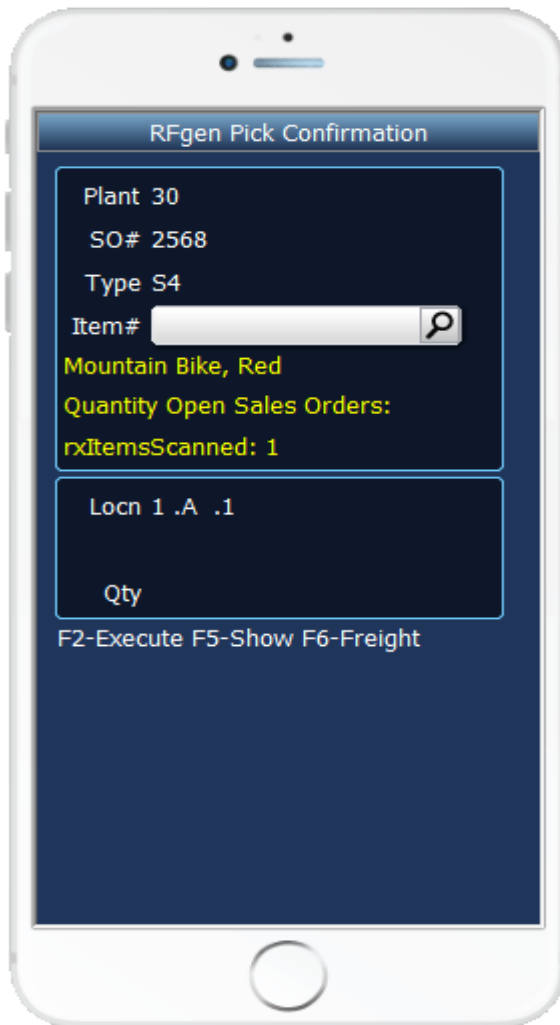 RFgen Pick Confirmation
Plant 30
SO# 2568
Type S4
Item#
Mountain Bike, Red
Quantity Open Sales Orders:
rxItemsScanned: 1
Locn 1 .A .1
Qty
F2-Execute F5-Show F6-Freight